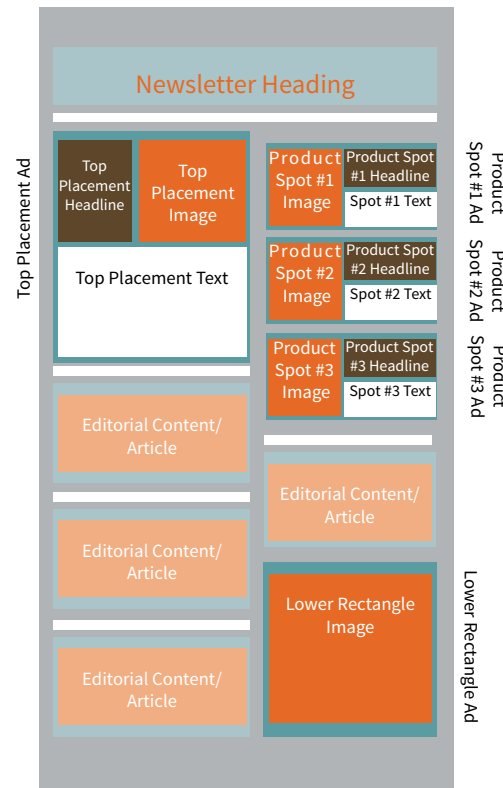 Newsletter Heading
Top Placement Ad
Top
Placement
Headline
Top
Placement
Image
Top Placement Text
Editorial Content/
Article
Editorial Content/
Article
Editorial Content/
Article
Product
Spot #1
Image
Product Spot
#1 Headline
Spot #1 Text
Product
Spot #1 Ad
Product
Spot #2
Image
Product Spot
#2 Headline
Spot #2 Text
Product
Spot #2 Ad
Product
Spot #3
Image
Product Spot
#3 Headline
Spot #3 Text
Product
Spot #3 Ad
Editorial Content/
Article
Lower Rectangle
Image
Lower Rectangle Ad